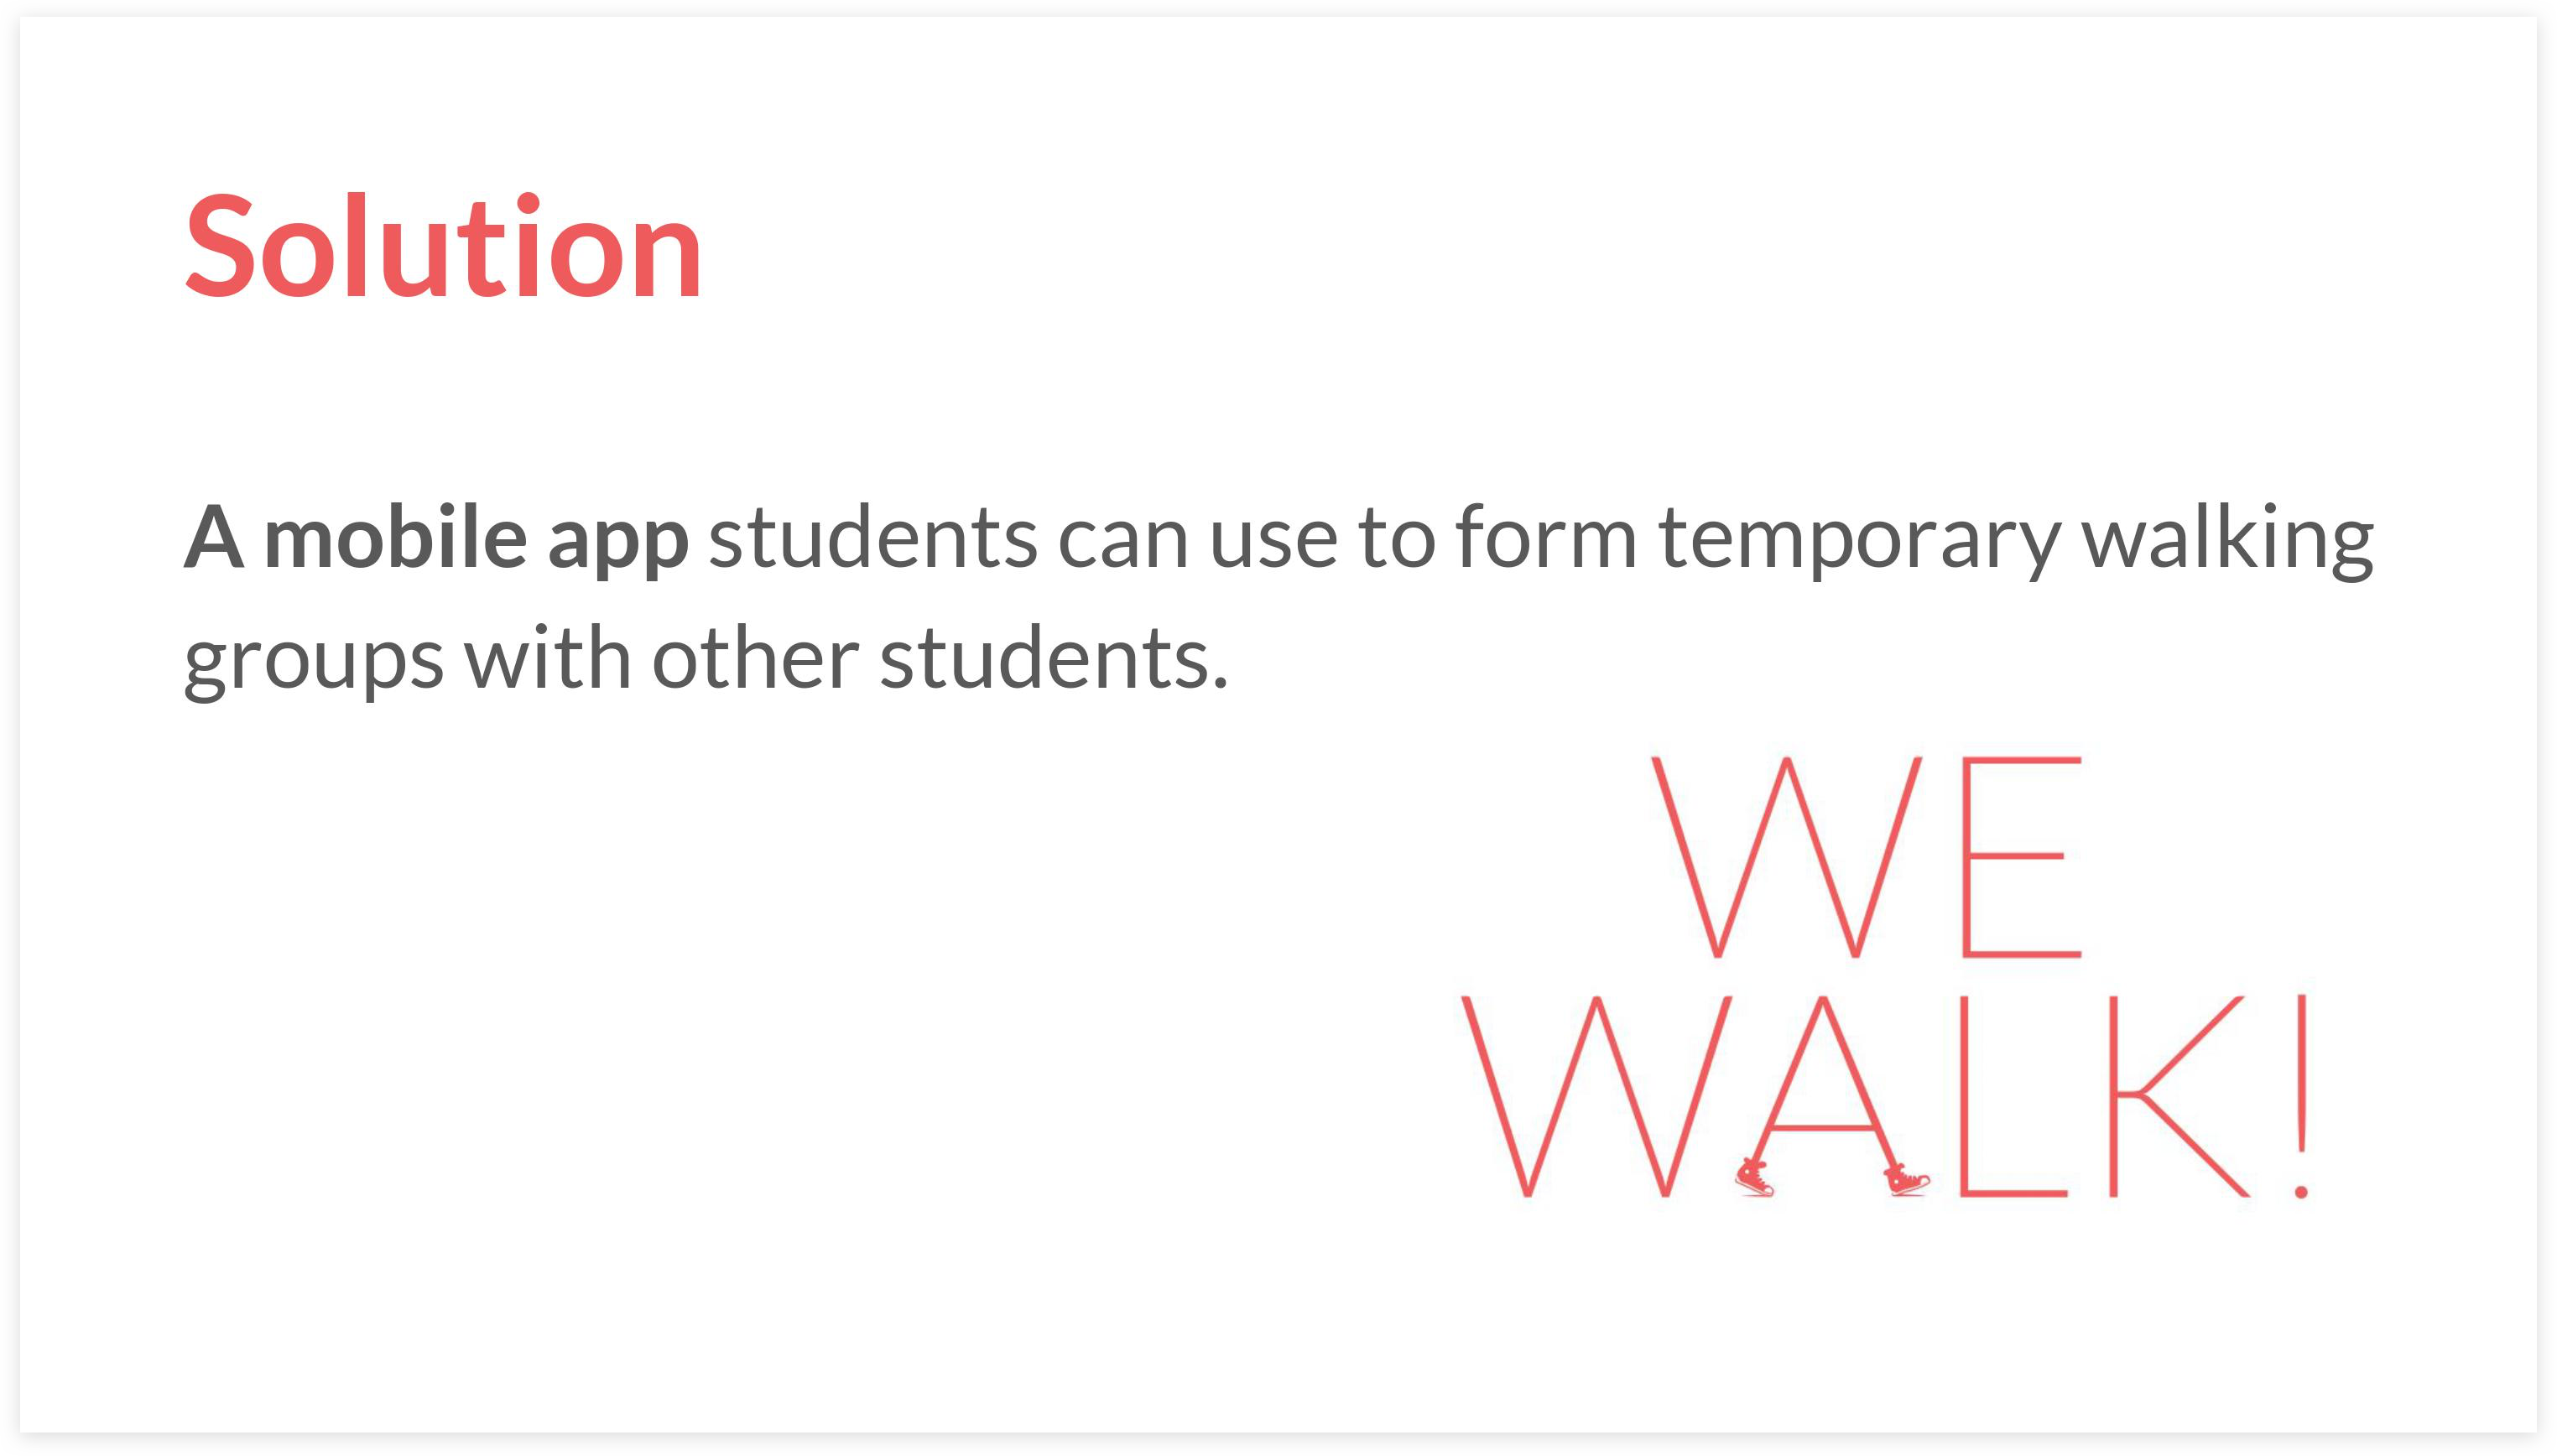 Solution
A mobile app students can use to form temporary walking
groups with other students.
WE
WALK!